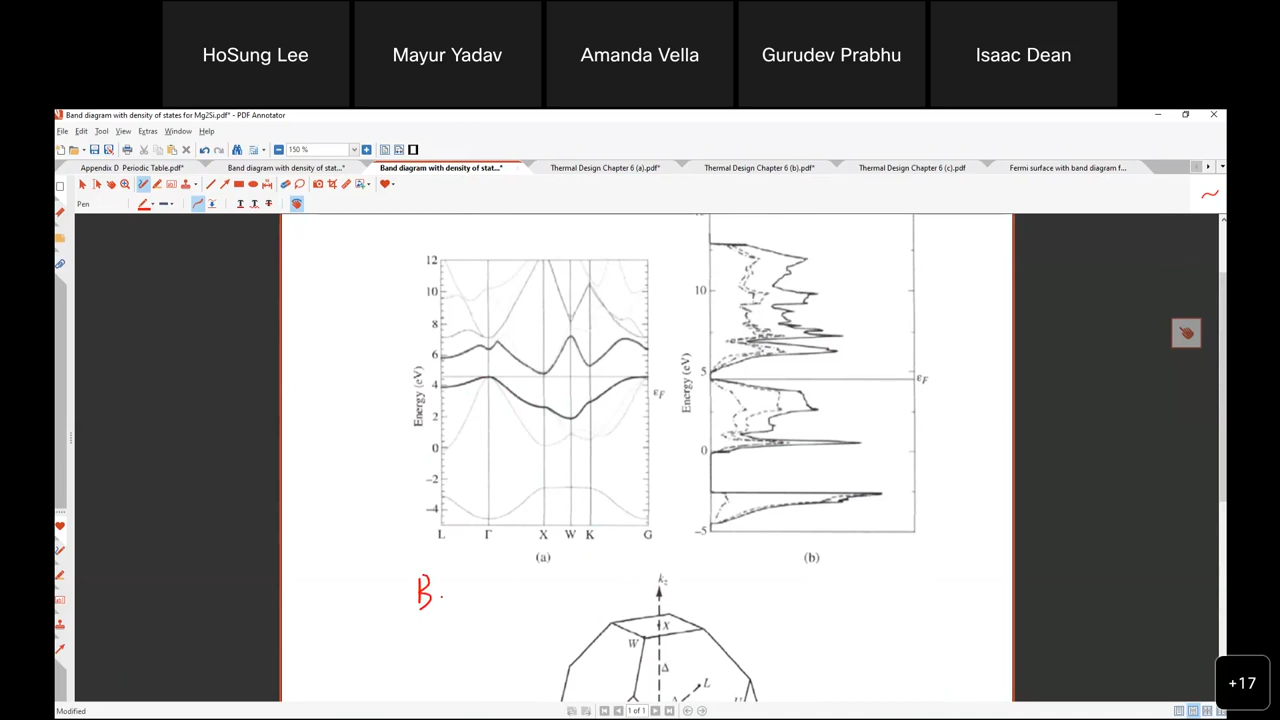 HoSung Lee
Mayur Yadav
Amanda Vella
Gurudev Prabhu
Isaac Dean
Band diagram with density of states for Mg2Si.pdf* - PDF Annotator
File Edit Tool View Extras Window Help
150 %
Appendix D Periodic Table.pdf*
Band diagram with density of stat...*
Band diagram with density of stat...*
Thermal Design Chapter 6 (a).pdf*
Thermal Design Chapter 6 (b).pdf*
Thermal Design Chapter 6 (c).pdf
Fermi surface with band diagram f...
Pen
12
10
8
6
4
2
0
−2
−4
Energy (eV)
εF
L Γ X W K G
(a)
10
5
0
−5
Energy (eV)
εF
(b)
B.
kz
X
W
Δ
L
+17
Modified
1 of 1